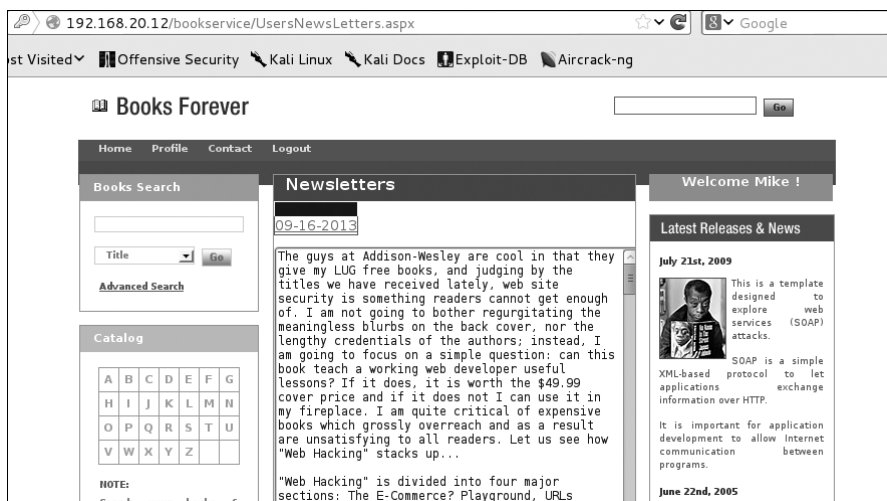 192.168.20.12/bookservice/UsersNewsLetters.aspx
Google
ost Visited
Offensive Security
Kali Linux
Kali Docs
Exploit-DB
Aircrack-ng
Books Forever
Go
Home
Profile
Contact
Logout
Books Search
Title
Go
Advanced Search
Catalog
A B C D E F G
H I J K L M N
O P Q R S T U
V W X Y Z
NOTE:
Newsletters
09-16-2013
The guys at Addison-Wesley are cool in that they
give my LUG free books, and judging by the
titles we have received lately, web site
security is something readers cannot get enough
of. I am not going to bother regurgitating the
meaningless blurbs on the back cover, nor the
lengthy credentials of the authors; instead, I
am going to focus on a simple question: can this
book teach a working web developer useful
lessons? If it does, it is worth the $49.99
cover price and if it does not I can use it in
my fireplace. I am quite critical of expensive
books which grossly overreach and as a result
are unsatisfying to all readers. Let us see how
"Web Hacking" stacks up...
"Web Hacking" is divided into four major
sections: The E-Commerce? Playground, URLs
Welcome Mike !
Latest Releases & News
July 21st, 2009
This is a template
designed to
explore web
services (SOAP)
attacks.
SOAP is a simple
XML-based protocol to let
applications exchange
information over HTTP.
It is important for application
development to allow Internet
communication between
programs.
June 22nd, 2005